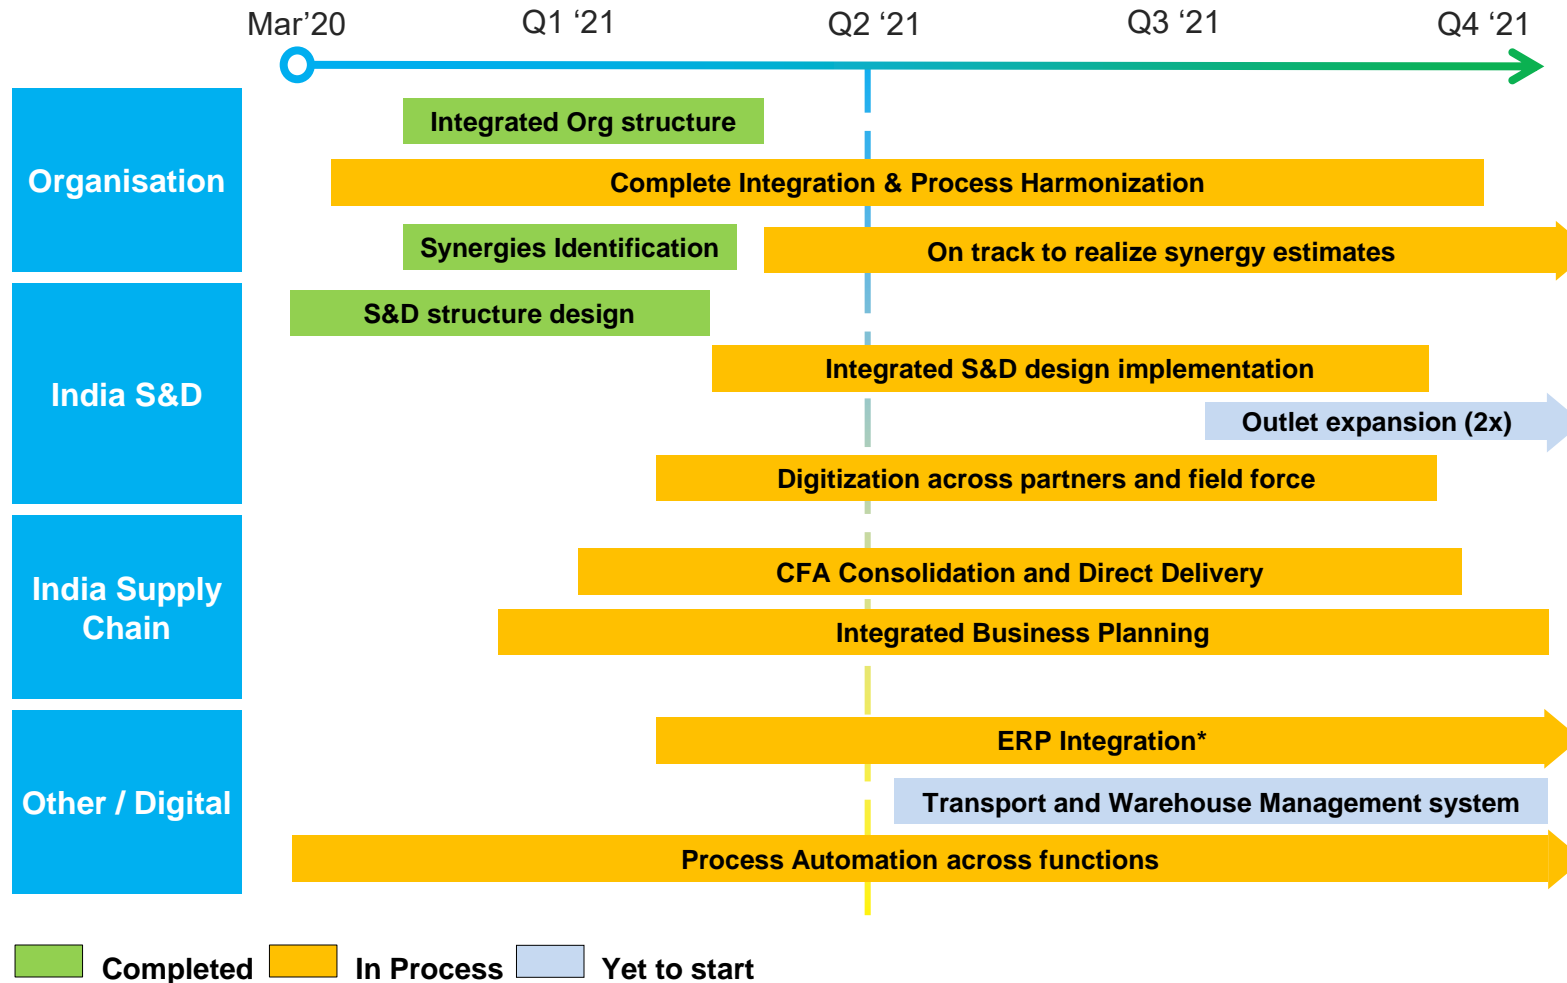 Mar’20 Q1 ‘21 Q2 ‘21 Q3 ‘21 Q4 ‘21
Organisation
Integrated Org structure
Complete Integration & Process Harmonization
Synergies Identification
On track to realize synergy estimates
India S&D
S&D structure design
Integrated S&D design implementation
Outlet expansion (2x)
Digitization across partners and field force
India Supply
Chain
CFA Consolidation and Direct Delivery
Integrated Business Planning
Other / Digital
ERP Integration*
Transport and Warehouse Management system
Process Automation across functions
Completed
In Process
Yet to start